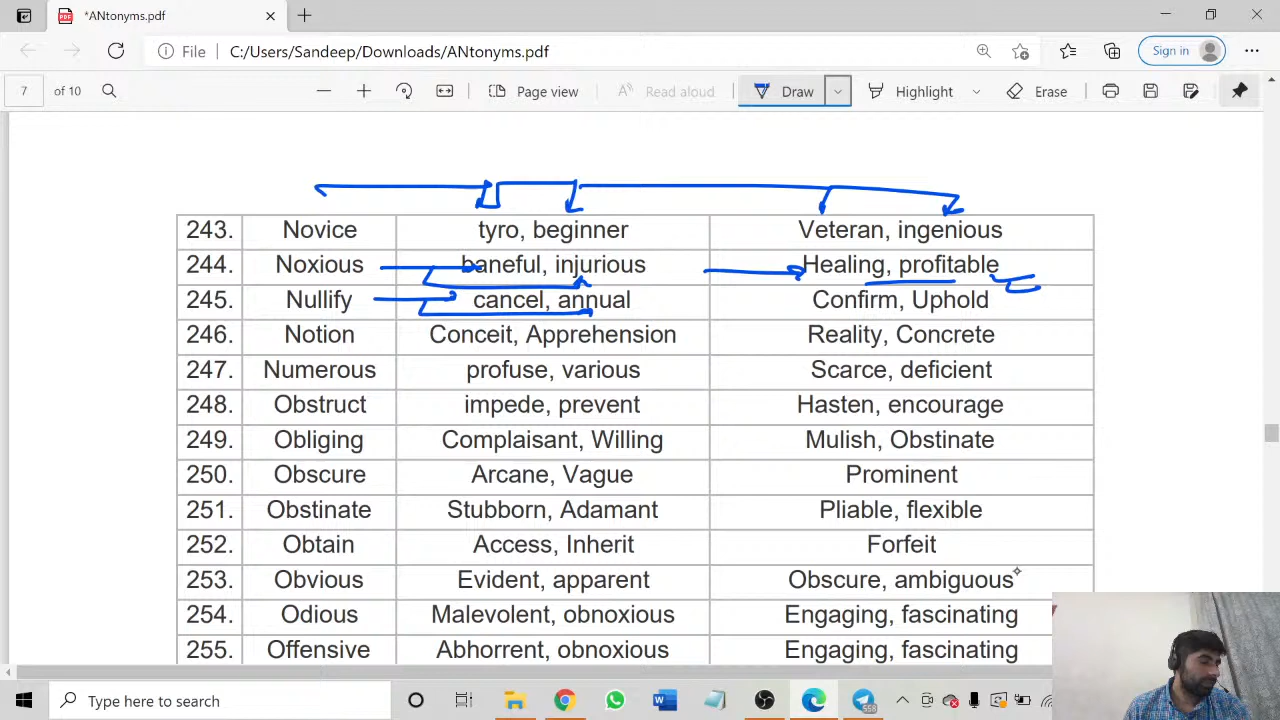 *ANtonyms.pdf
File C:/Users/Sandeep/Downloads/ANtonyms.pdf Sign in
7 of 10 Page view Read aloud Draw Highlight Erase
243. Novice tyro, beginner Veteran, ingenious
244. Noxious baneful, injurious Healing, profitable
245. Nullify cancel, annual Confirm, Uphold
246. Notion Conceit, Apprehension Reality, Concrete
247. Numerous profuse, various Scarce, deficient
248. Obstruct impede, prevent Hasten, encourage
249. Obliging Complaisant, Willing Mulish, Obstinate
250. Obscure Arcane, Vague Prominent
251. Obstinate Stubborn, Adamant Pliable, flexible
252. Obtain Access, Inherit Forfeit
253. Obvious Evident, apparent Obscure, ambiguous
254. Odious Malevolent, obnoxious Engaging, fascinating
255. Offensive Abhorrent, obnoxious Engaging, fascinating
Type here to search 558